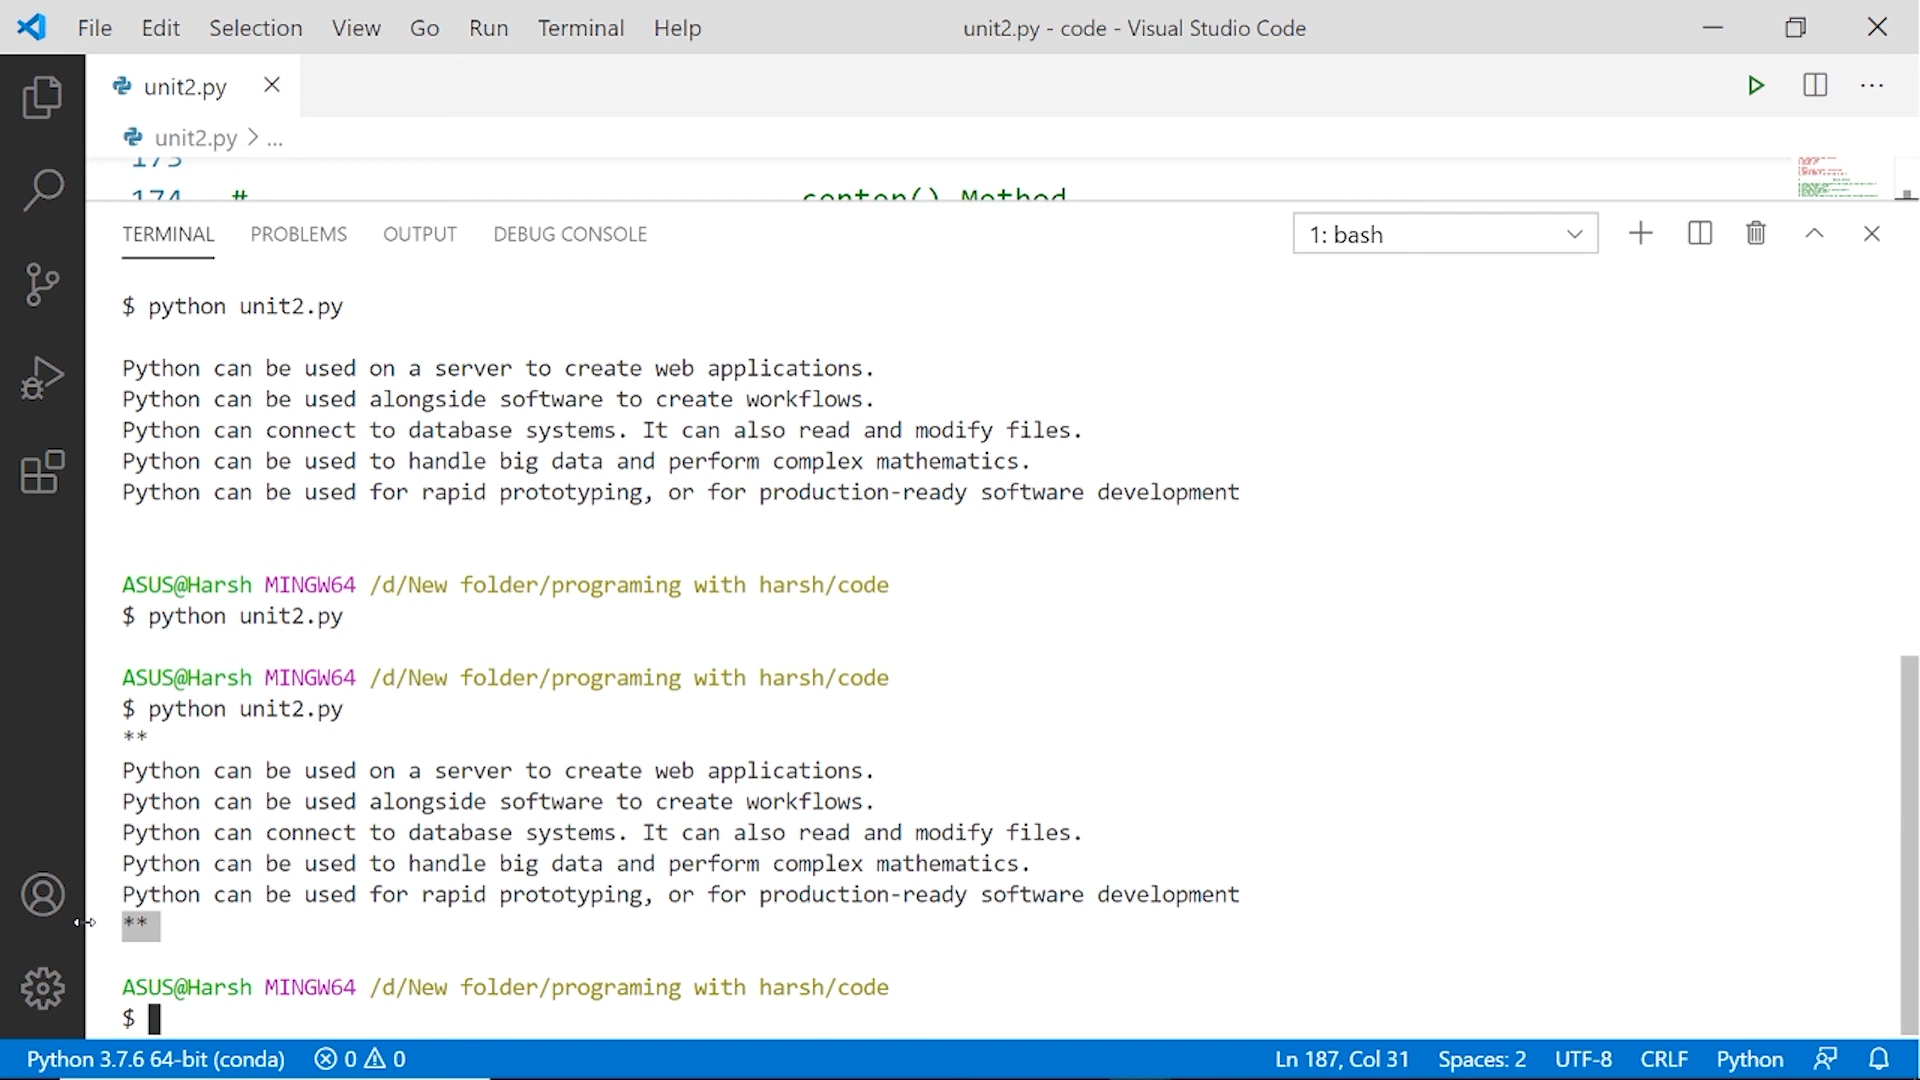 File Edit Selection View Go Run Terminal Help unit2.py - code - Visual Studio Code
unit2.py
unit2.py > ...
173
174 # center() Method
TERMINAL PROBLEMS OUTPUT DEBUG CONSOLE 1: bash
$ python unit2.py
Python can be used on a server to create web applications.
Python can be used alongside software to create workflows.
Python can connect to database systems. It can also read and modify files.
Python can be used to handle big data and perform complex mathematics.
Python can be used for rapid prototyping, or for production-ready software development
ASUS@Harsh MINGW64 /d/New folder/programing with harsh/code
$ python unit2.py
ASUS@Harsh MINGW64 /d/New folder/programing with harsh/code
$ python unit2.py
**
Python can be used on a server to create web applications.
Python can be used alongside software to create workflows.
Python can connect to database systems. It can also read and modify files.
Python can be used to handle big data and perform complex mathematics.
Python can be used for rapid prototyping, or for production-ready software development
**
ASUS@Harsh MINGW64 /d/New folder/programing with harsh/code
$
Python 3.7.6 64-bit (conda) 0 0 Ln 187, Col 31 Spaces: 2 UTF-8 CRLF Python